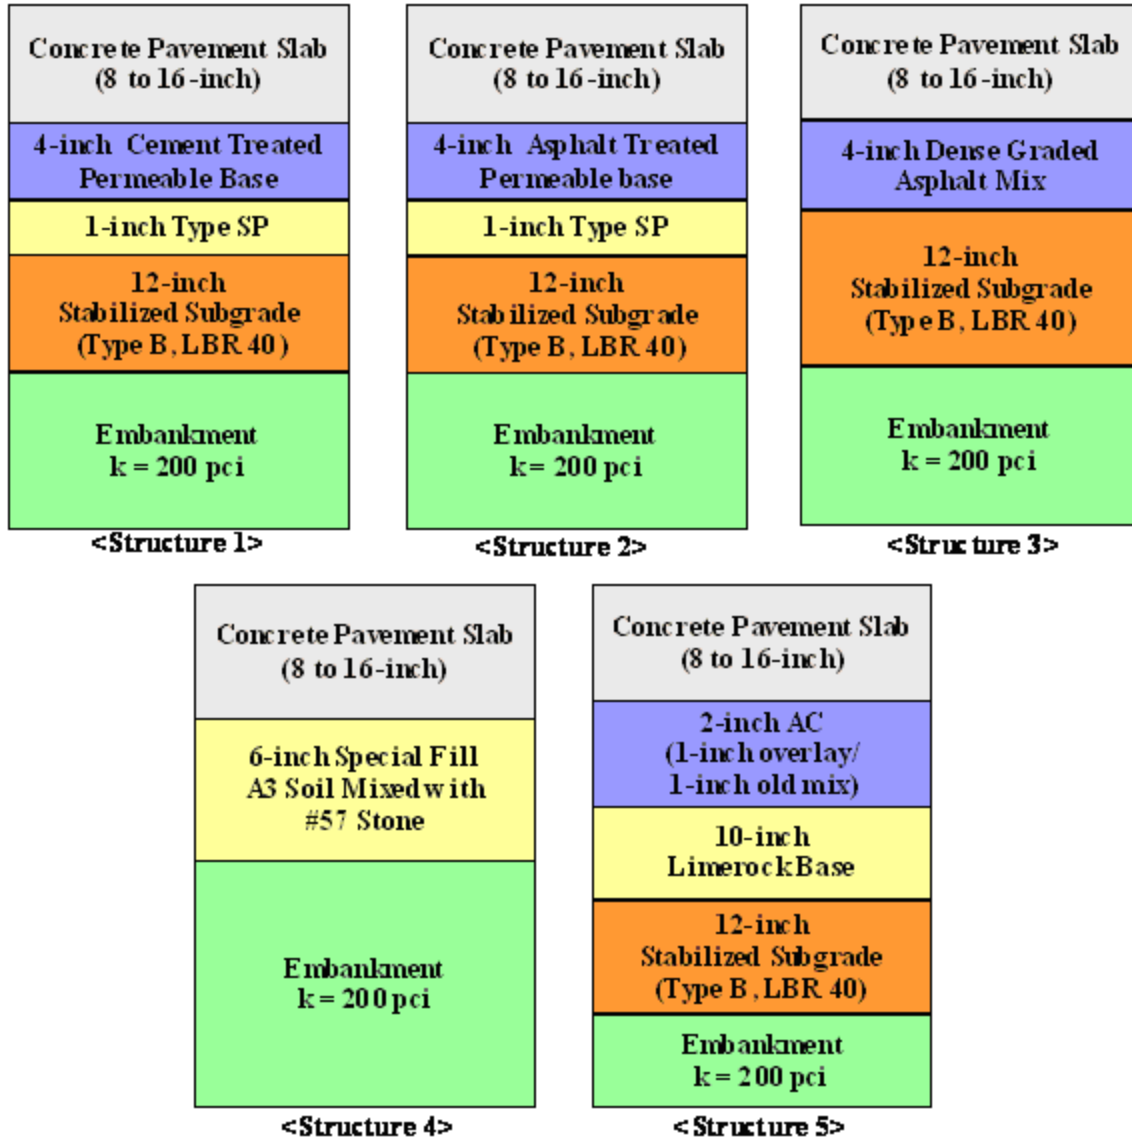 Concrete Pavement Slab
(8 to 16-inch)
4-inch Cement Treated
Permeable Base
1-inch Type SP
12-inch
Stabilized Subgrade
(Type B, LBR 40)
Embankment
k = 200 pci
<Structure 1>
Concrete Pavement Slab
(8 to 16-inch)
4-inch Asphalt Treated
Permeable base
1-inch Type SP
12-inch
Stabilized Subgrade
(Type B, LBR 40)
Embankment
k = 200 pci
<Structure 2>
Concrete Pavement Slab
(8 to 16-inch)
4-inch Dense Graded
Asphalt Mix
12-inch
Stabilized Subgrade
(Type B, LBR 40)
Embankment
k = 200 pci
<Structure 3>
Concrete Pavement Slab
(8 to 16-inch)
6-inch Special Fill
A3 Soil Mixed with
#57 Stone
Embankment
k = 200 pci
<Structure 4>
Concrete Pavement Slab
(8 to 16-inch)
2-inch AC
(1-inch overlay/
1-inch old mix)
10-inch
Limerock Base
12-inch
Stabilized Subgrade
(Type B, LBR 40)
Embankment
k = 200 pci
<Structure 5>